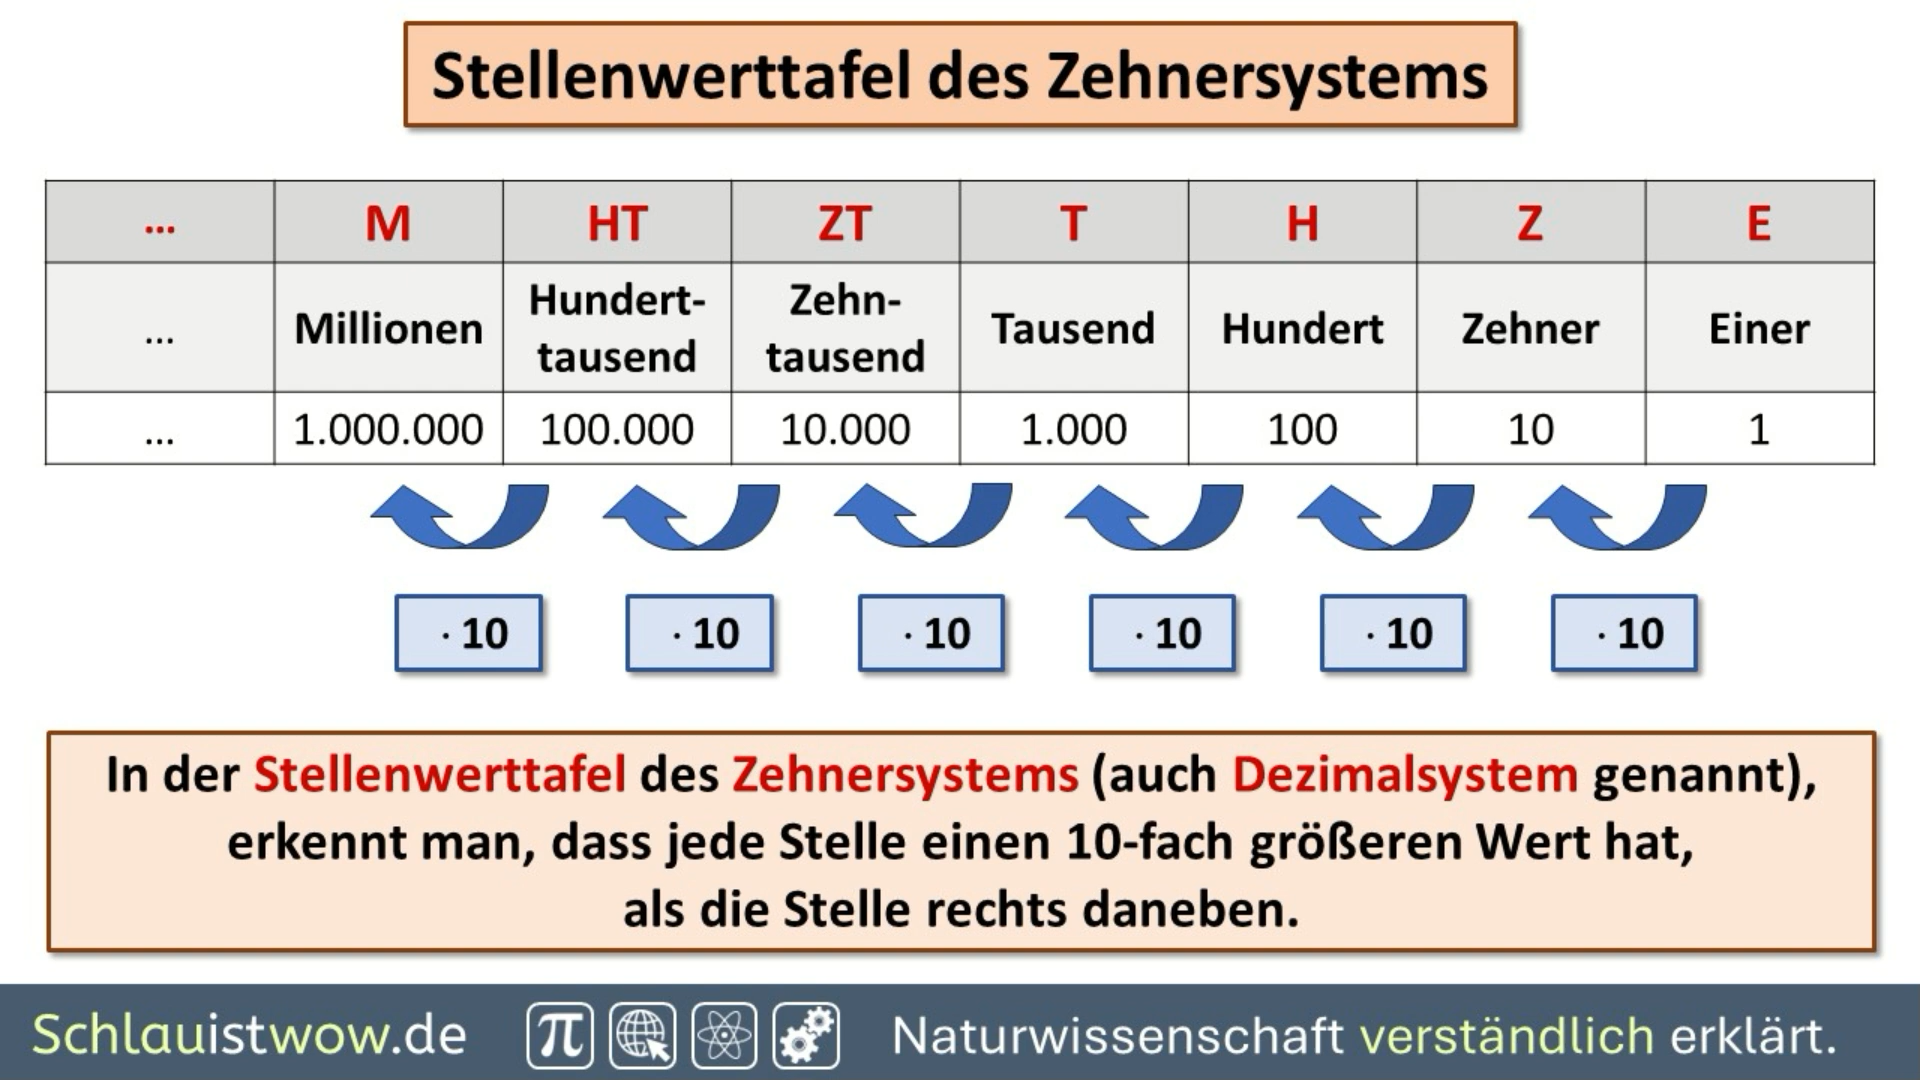 Stellenwerttafel des Zehnersystems
... M HT ZT T H Z E
... Millionen Hundert-
tausend Zehn-
tausend Tausend Hundert Zehner Einer
... 1.000.000 100.000 10.000 1.000 100 10 1
· 10 · 10 · 10 · 10 · 10 · 10
In der Stellenwerttafel des Zehnersystems (auch Dezimalsystem genannt),
erkennt man, dass jede Stelle einen 10-fach größeren Wert hat,
als die Stelle rechts daneben.
Schlauistwow.de π Naturwissenschaft verständlich erklärt.